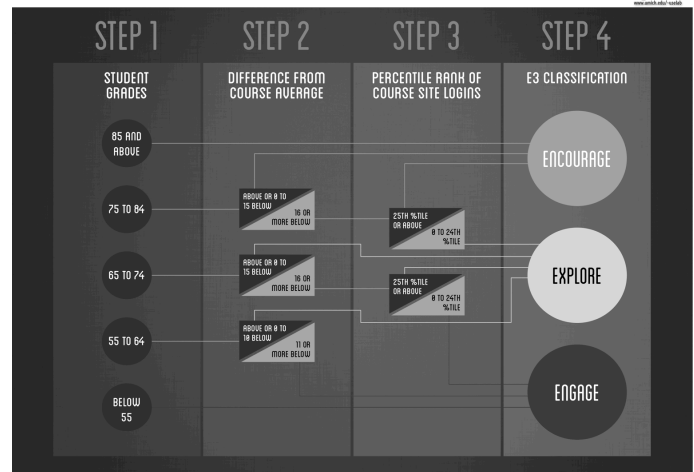 www.umich.edu/~uselab
STEP 1
STEP 2
STEP 3
STEP 4
STUDENT
GRADES
DIFFERENCE FROM
COURSE AVERAGE
PERCENTILE RANK OF
COURSE SITE LOGINS
E3 CLASSIFICATION
85 AND
ABOVE
ENCOURAGE
75 TO 84
ABOVE OR 0 TO
15 BELOW
16 OR
MORE BELOW
25TH %TILE
OR ABOVE
0 TO 24TH
%TILE
65 TO 74
ABOVE OR 0 TO
15 BELOW
16 OR
MORE BELOW
25TH %TILE
OR ABOVE
0 TO 24TH
%TILE
EXPLORE
55 TO 64
ABOVE OR 0 TO
10 BELOW
11 OR
MORE BELOW
BELOW
55
ENGAGE